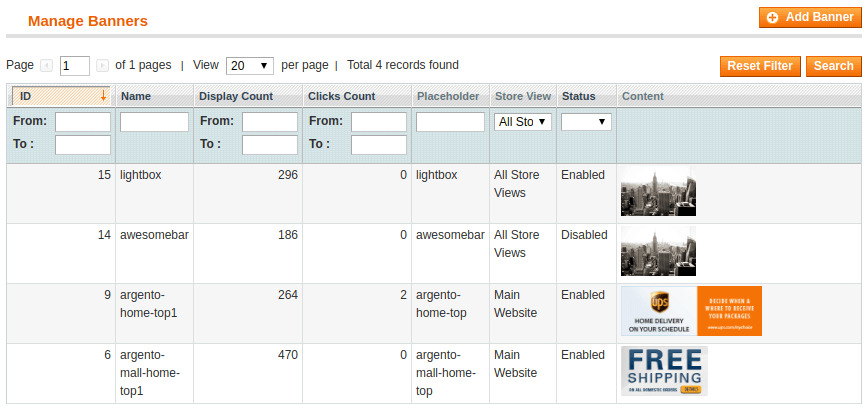 Manage Banners
Add Banner
Page 1 of 1 pages | View 20 per page | Total 4 records found
Reset Filter Search
ID Name Display Count Clicks Count Placeholder Store View Status Content
From: From: From: All Sto
To : To : To :
15 lightbox 296 0 lightbox All Store Enabled
Views
14 awesomebar 186 0 awesomebar All Store Disabled
Views
9 argento- 264 2 argento- Main Enabled
home-top1 home-top Website
ups
HOME DELIVERY
ON YOUR SCHEDULE
DECIDE WHEN &
WHERE TO RECEIVE
YOUR PACKAGES
6 argento- 470 0 argento- Main Enabled
mall-home- mall-home- Website
top1 top
FREE
SHIPPING
ON ALL DOMESTIC ORDERS